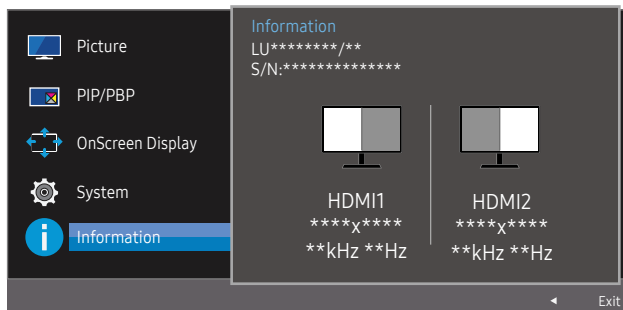 Picture
PIP/PBP
OnScreen Display
System
Information
Information
LU********/**
S/N:**************
HDMI1
****x****
**kHz **Hz
HDMI2
****x****
**kHz **Hz
Exit